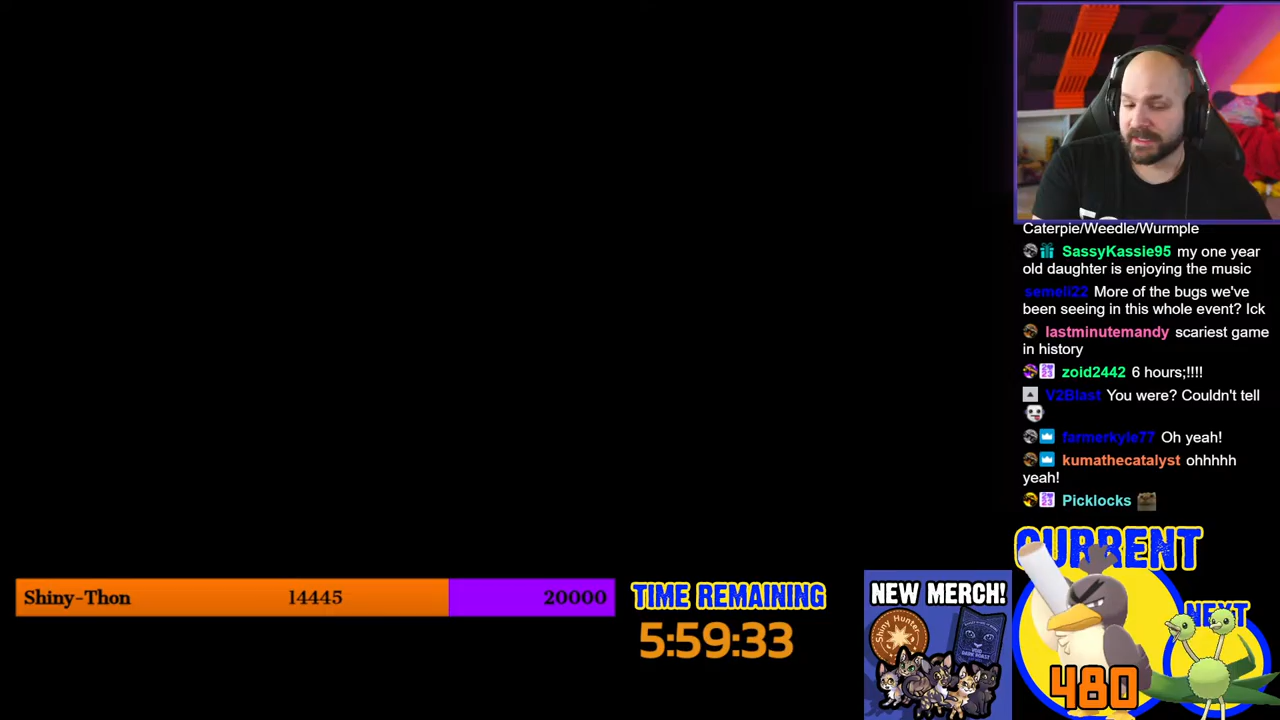 Caterpie/Weedle/Wurmple
SassyKassie95 my one year
old daughter is enjoying the music
semoli22 More of the bugs we've
been seeing in this whole event? Ick
lastminutemandy scariest game
in history
zoid2442 6 hours;!!!!
V2Blast You were? Couldn't tell
farmerkyle77 Oh yeah!
kumathecatalyst ohhhhh
yeah!
Picklocks
Shiny-Thon 14445 20000
TIME REMAINING
5:59:33
NEW MERCH!
Shiny Hunter
CURRENT
480
NEXT